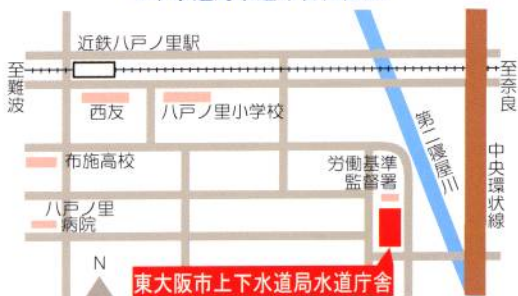 近鉄八戸ノ里駅
至難波
至奈良
西友
八戸ノ里小学校
第二寝屋川
中央環状線
布施高校
労働基準
監督署
八戸ノ里
病院
N
東大阪市上下水道局水道庁舎